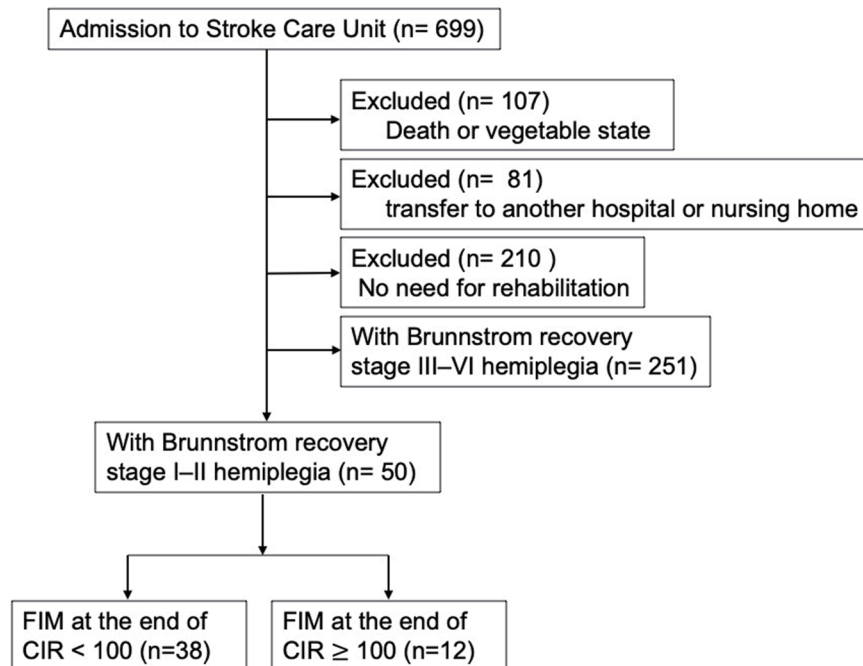 Admission to Stroke Care Unit (n= 699)
Excluded (n= 107)
Death or vegetable state
Excluded (n=  81)
transfer to another hospital or nursing home
Excluded (n= 210 )
No need for rehabilitation
With Brunnstrom recovery
stage III–VI hemiplegia (n= 251)
With Brunnstrom recovery
stage I–II hemiplegia (n= 50)
FIM at the end of
CIR < 100 (n=38)
FIM at the end of
CIR ≥ 100 (n=12)